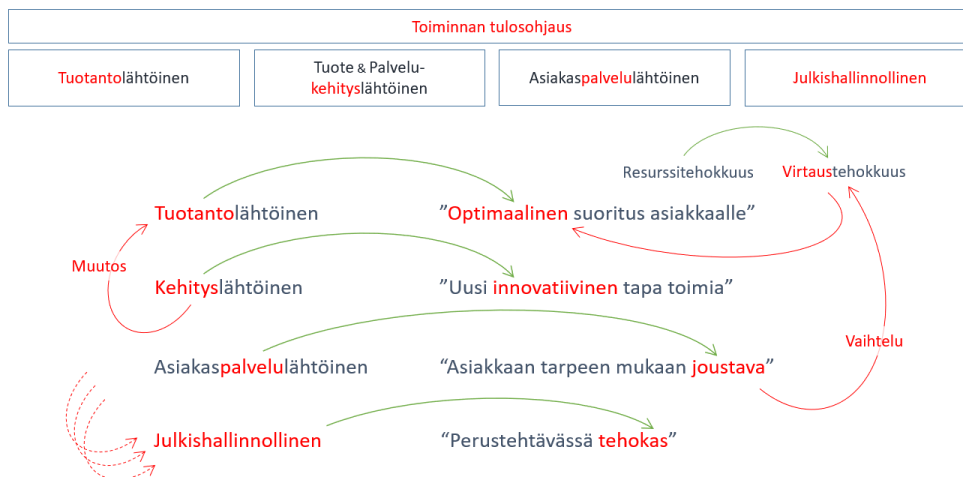 Toiminnan tulosohjaus
Tuotantolähtöinen
Tuote & Palvelu-
kehityslähtöinen
Asiakaspalvelulähtöinen
Julkishallinnollinen
Resurssitehokkuus
Virtaustehokkuus
Tuotantolähtöinen
”Optimaalinen suoritus asiakkaalle”
Muutos
Kehityslähtöinen
”Uusi innovatiivinen tapa toimia”
Vaihtelu
Asiakaspalvelulähtöinen
“Asiakkaan tarpeen mukaan joustava”
Julkishallinnollinen
“Perustehtävässä tehokas”